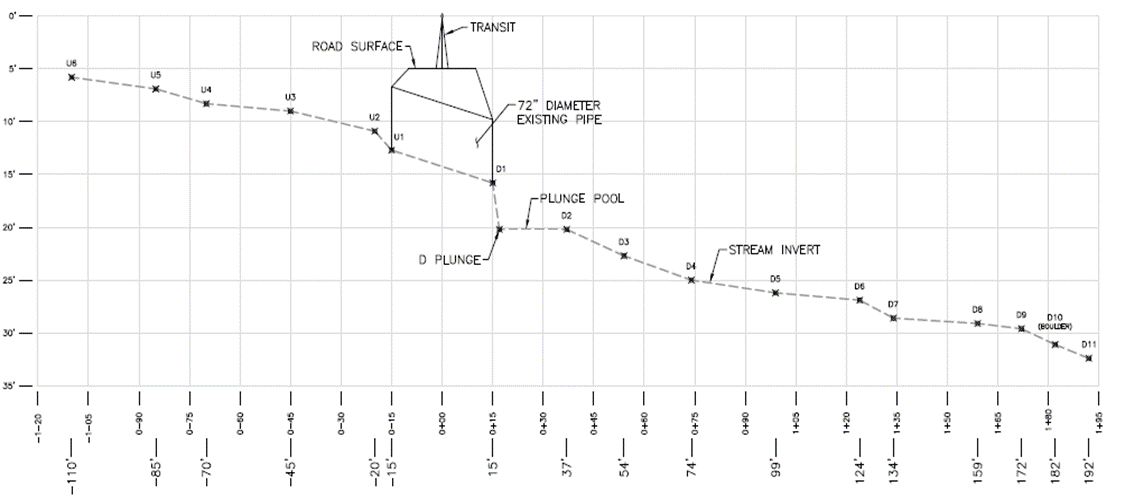 0'
TRANSIT
ROAD SURFACE
5'
U6
U5
U4
U3
72" DIAMETER
EXISTING PIPE
10'
U2
U1
15'
D1
PLUNGE POOL
20'
D2
D PLUNGE
D3
STREAM INVERT
25'
D4
D5
D6
D7
30'
D8
D9
D10
(BOULDER)
D11
35'
-1-20
-1-05
0-90
0-75
0-60
0-45
0-30
0-15
0+00
0+15
0+30
0+45
0+60
0+75
0+90
1+05
1+20
1+35
1+50
1+65
1+80
1+95
-110'
-85'
-70'
-45'
-20'
-15'
15'
37'
54'
74'
99'
124'
134'
159'
172'
182'
192'